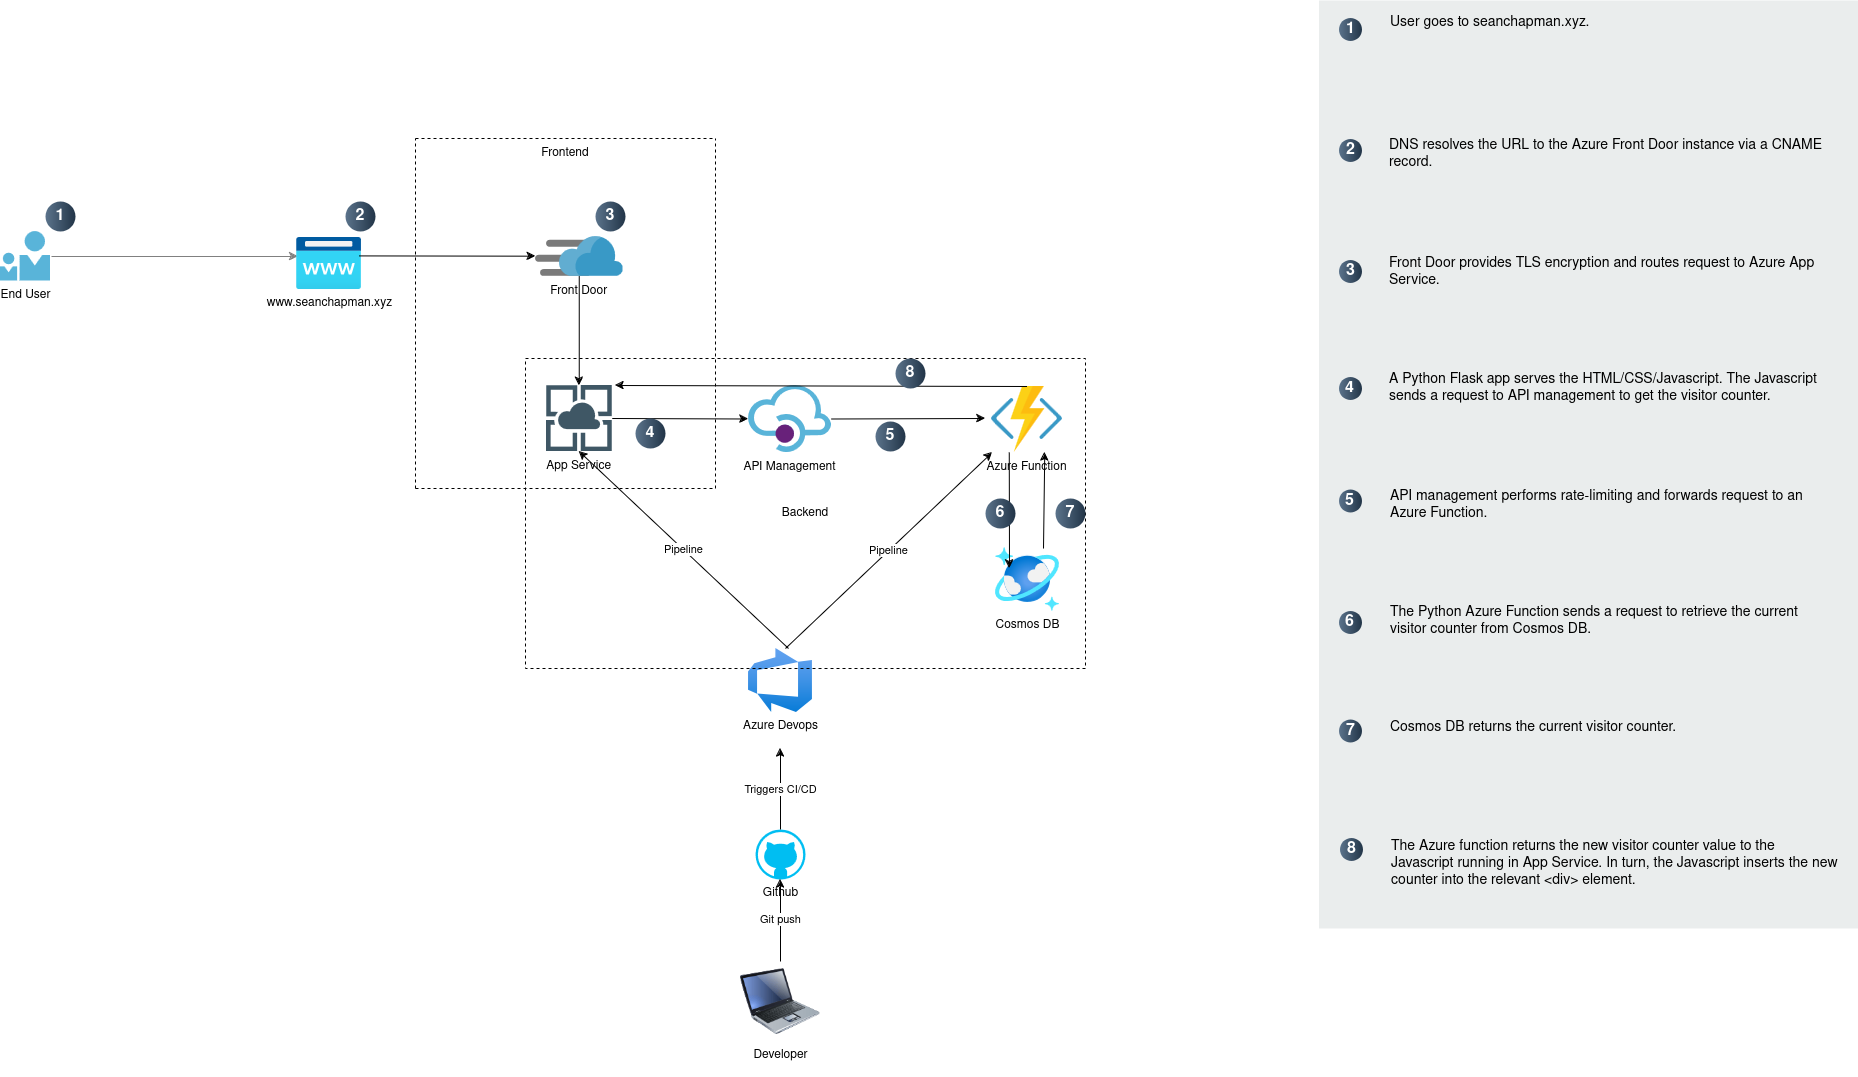 1
User goes to seanchapman.xyz.
2
DNS resolves the URL to the Azure Front Door instance via a CNAME
record.
3
Front Door provides TLS encryption and routes request to Azure App
Service.
4
A Python Flask app serves the HTML/CSS/Javascript. The Javascript
sends a request to API management to get the visitor counter.
5
API management performs rate-limiting and forwards request to an
Azure Function.
6
The Python Azure Function sends a request to retrieve the current
visitor counter from Cosmos DB.
7
Cosmos DB returns the current visitor counter.
8
The Azure function returns the new visitor counter value to the
Javascript running in App Service. In turn, the Javascript inserts the new
counter into the relevant <div> element.
Frontend
1
2
3
WWW
End User
www.seanchapman.xyz
Front Door
8
4
5
App Service
API Management
Azure Function
Backend
6
7
Pipeline
Pipeline
Cosmos DB
Azure Devops
Triggers CI/CD
Github
Git push
Developer